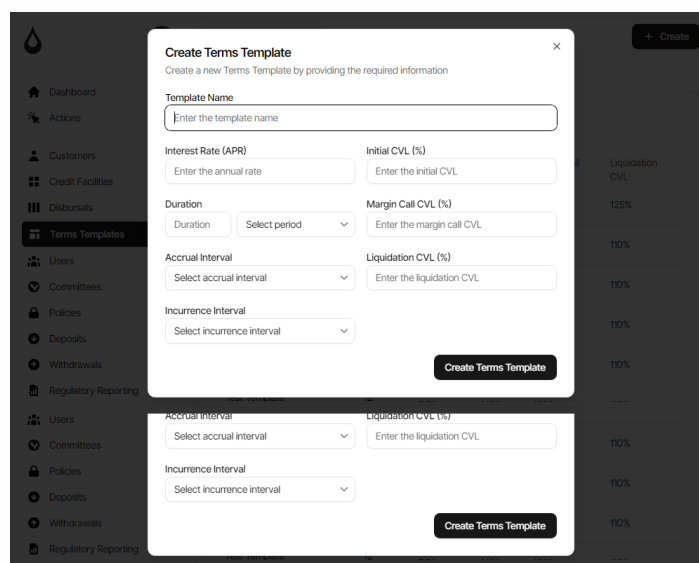 + Create
Create Terms Template
Create a new Terms Template by providing the required information
Dashboard
Actions
Customers
Credit Facilities
Disbursals
Terms Templates
Users
Committees
Policies
Deposits
Withdrawals
Regulatory Reporting
Template Name
Enter the template name
Interest Rate (APR)
Initial CVL (%)
Enter the annual rate
Enter the initial CVL
Duration
Margin Call CVL (%)
Duration
Select period
Enter the margin call CVL
Accrual Interval
Liquidation CVL (%)
Select accrual interval
Enter the liquidation CVL
Incurrence Interval
Select incurrence interval
Create Terms Template
Liquidation
CVL
125%
110%
110%
110%
110%
Test Template
12
Users
Committees
Policies
Deposits
Withdrawals
Regulatory Reporting
Accrual Interval
Liquidation CVL (%)
Select accrual interval
Enter the liquidation CVL
Incurrence Interval
Select incurrence interval
Create Terms Template
110%
110%
110%